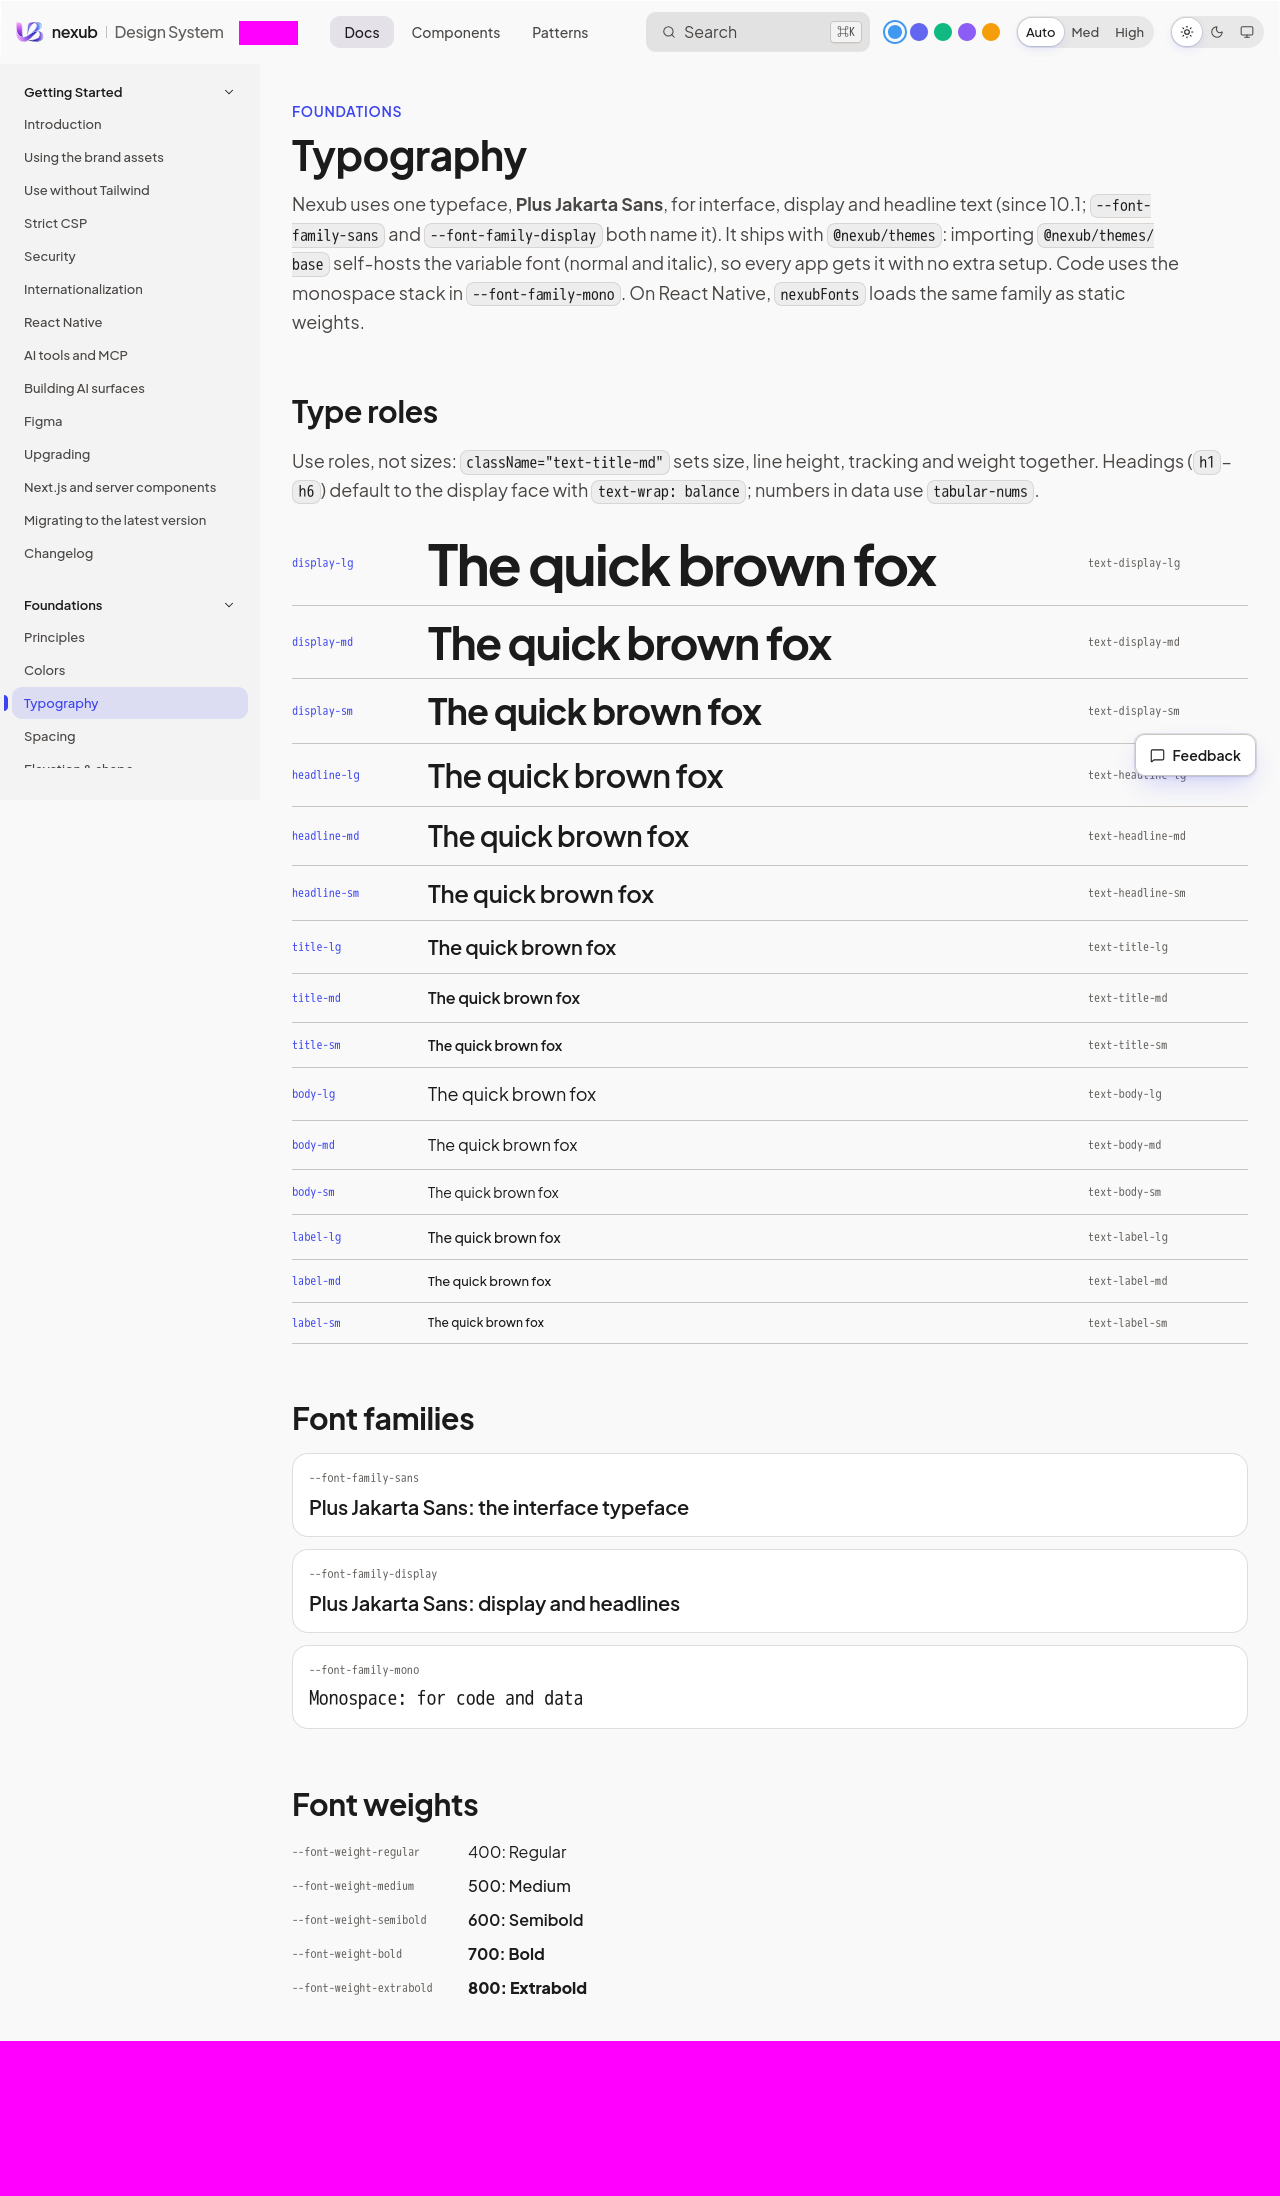 nexub Design System Docs Components Patterns Search ⌘K Auto Med High
Getting Started
Introduction
Using the brand assets
Use without Tailwind
Strict CSP
Security
Internationalization
React Native
AI tools and MCP
Building AI surfaces
Figma
Upgrading
Next.js and server components
Migrating to the latest version
Changelog
Foundations
Principles
Colors
Typography
Spacing
Elevation & shape
FOUNDATIONS
Typography
Nexub uses one typeface, Plus Jakarta Sans, for interface, display and headline text (since 10.1; --font-
family-sans and --font-family-display both name it). It ships with @nexub/themes: importing @nexub/themes/
base self-hosts the variable font (normal and italic), so every app gets it with no extra setup. Code uses the
monospace stack in --font-family-mono. On React Native, nexubFonts loads the same family as static
weights.
Type roles
Use roles, not sizes: className="text-title-md" sets size, line height, tracking and weight together. Headings (h1–
h6) default to the display face with text-wrap: balance; numbers in data use tabular-nums.
display-lg The quick brown fox text-display-lg
display-md The quick brown fox text-display-md
display-sm The quick brown fox text-display-sm
Feedback
headline-lg The quick brown fox text-headline-lg
headline-md The quick brown fox text-headline-md
headline-sm The quick brown fox text-headline-sm
title-lg The quick brown fox text-title-lg
title-md The quick brown fox text-title-md
title-sm The quick brown fox text-title-sm
body-lg The quick brown fox text-body-lg
body-md The quick brown fox text-body-md
body-sm The quick brown fox text-body-sm
label-lg The quick brown fox text-label-lg
label-md The quick brown fox text-label-md
label-sm The quick brown fox text-label-sm
Font families
--font-family-sans
Plus Jakarta Sans: the interface typeface
--font-family-display
Plus Jakarta Sans: display and headlines
--font-family-mono
Monospace: for code and data
Font weights
--font-weight-regular 400: Regular
--font-weight-medium 500: Medium
--font-weight-semibold 600: Semibold
--font-weight-bold 700: Bold
--font-weight-extrabold 800: Extrabold